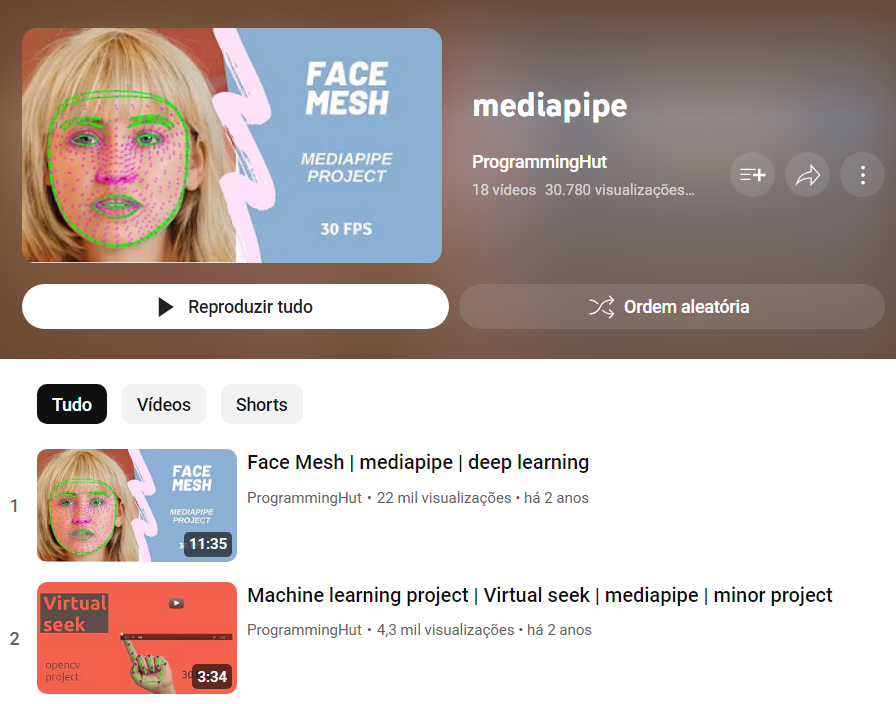 FACE
MESH
MEDIAPIPE
PROJECT
30 FPS
mediapipe
ProgrammingHut
18 vídeos 30.780 visualizações...
Reproduzir tudo
Ordem aleatória
Tudo
Vídeos
Shorts
1
FACE
MESH
MEDIAPIPE
PROJECT
11:35
Face Mesh | mediapipe | deep learning
ProgrammingHut • 22 mil visualizações • há 2 anos
2
Virtual
seek
opencv
project
30
3:34
Machine learning project | Virtual seek | mediapipe | minor project
ProgrammingHut • 4,3 mil visualizações • há 2 anos